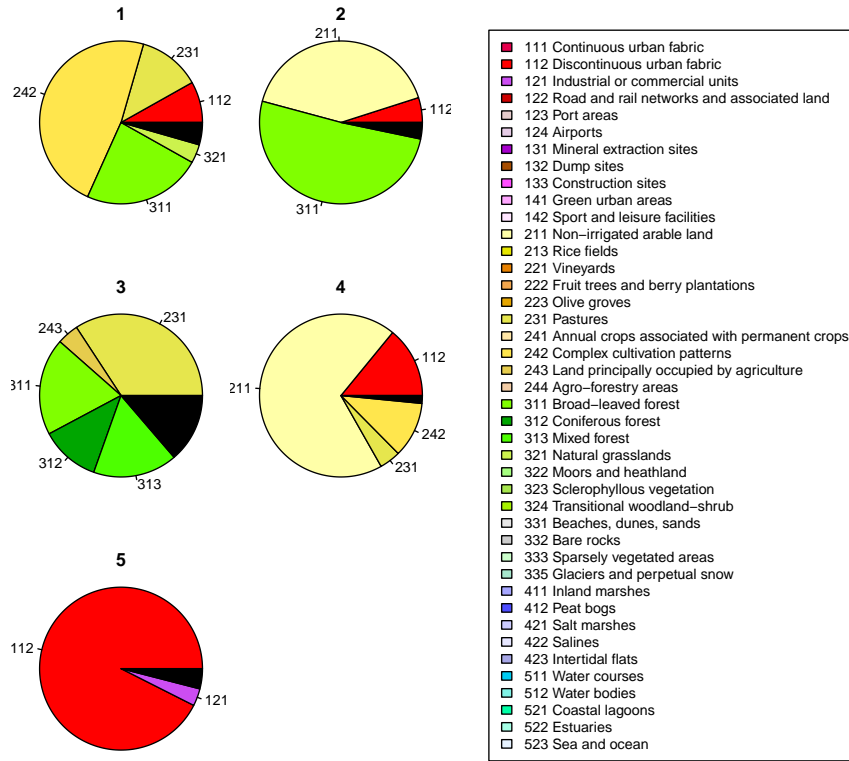 1
231
242
112
321
311
2
211
112
311
3
231
243
311
312
313
4
112
211
242
231
5
112
121
111 Continuous urban fabric
112 Discontinuous urban fabric
121 Industrial or commercial units
122 Road and rail networks and associated land
123 Port areas
124 Airports
131 Mineral extraction sites
132 Dump sites
133 Construction sites
141 Green urban areas
142 Sport and leisure facilities
211 Non−irrigated arable land
213 Rice fields
221 Vineyards
222 Fruit trees and berry plantations
223 Olive groves
231 Pastures
241 Annual crops associated with permanent crops
242 Complex cultivation patterns
243 Land principally occupied by agriculture
244 Agro−forestry areas
311 Broad−leaved forest
312 Coniferous forest
313 Mixed forest
321 Natural grasslands
322 Moors and heathland
323 Sclerophyllous vegetation
324 Transitional woodland−shrub
331 Beaches, dunes, sands
332 Bare rocks
333 Sparsely vegetated areas
335 Glaciers and perpetual snow
411 Inland marshes
412 Peat bogs
421 Salt marshes
422 Salines
423 Intertidal flats
511 Water courses
512 Water bodies
521 Coastal lagoons
522 Estuaries
523 Sea and ocean